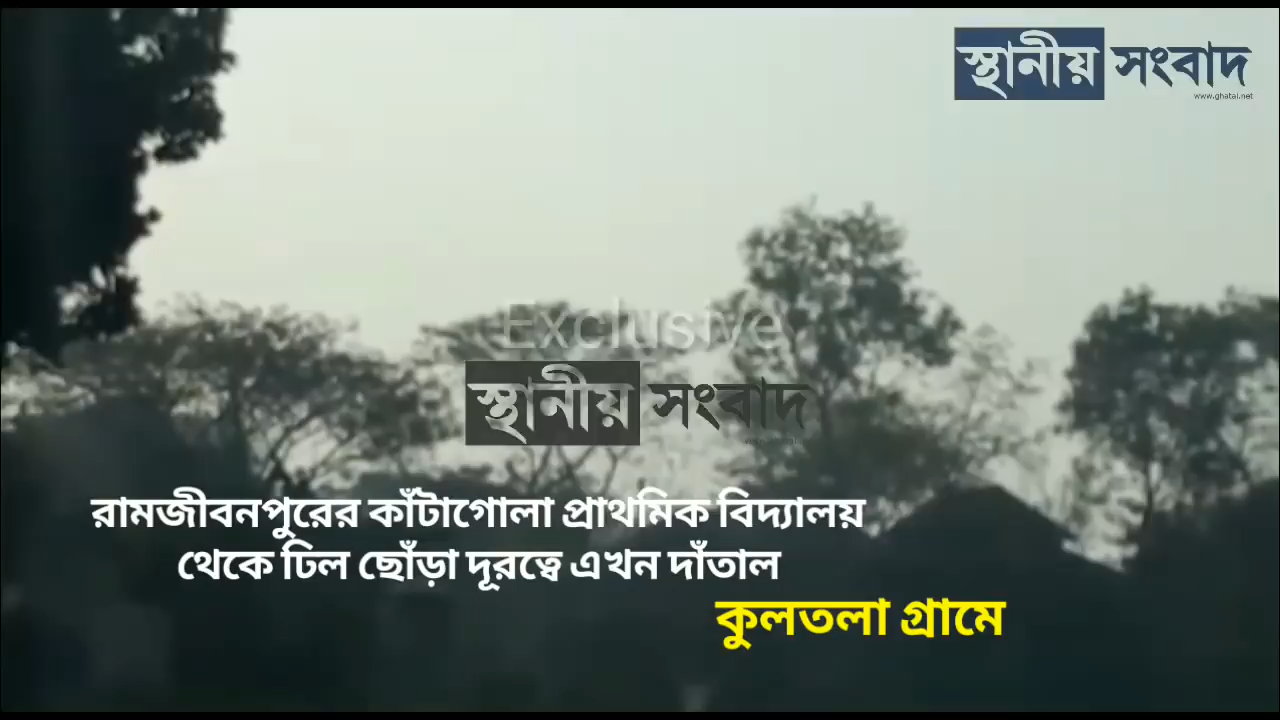 স্থানীয় সংবাদ
www.ghatal.net
Exclusive
স্থানীয় সংবাদ
রামজীবনপুরের কাঁটাগোলা প্রাথমিক বিদ্যালয়
থেকে ঢিল ছোঁড়া দূরত্বে এখন দাঁতাল
কুলতলা গ্রামে